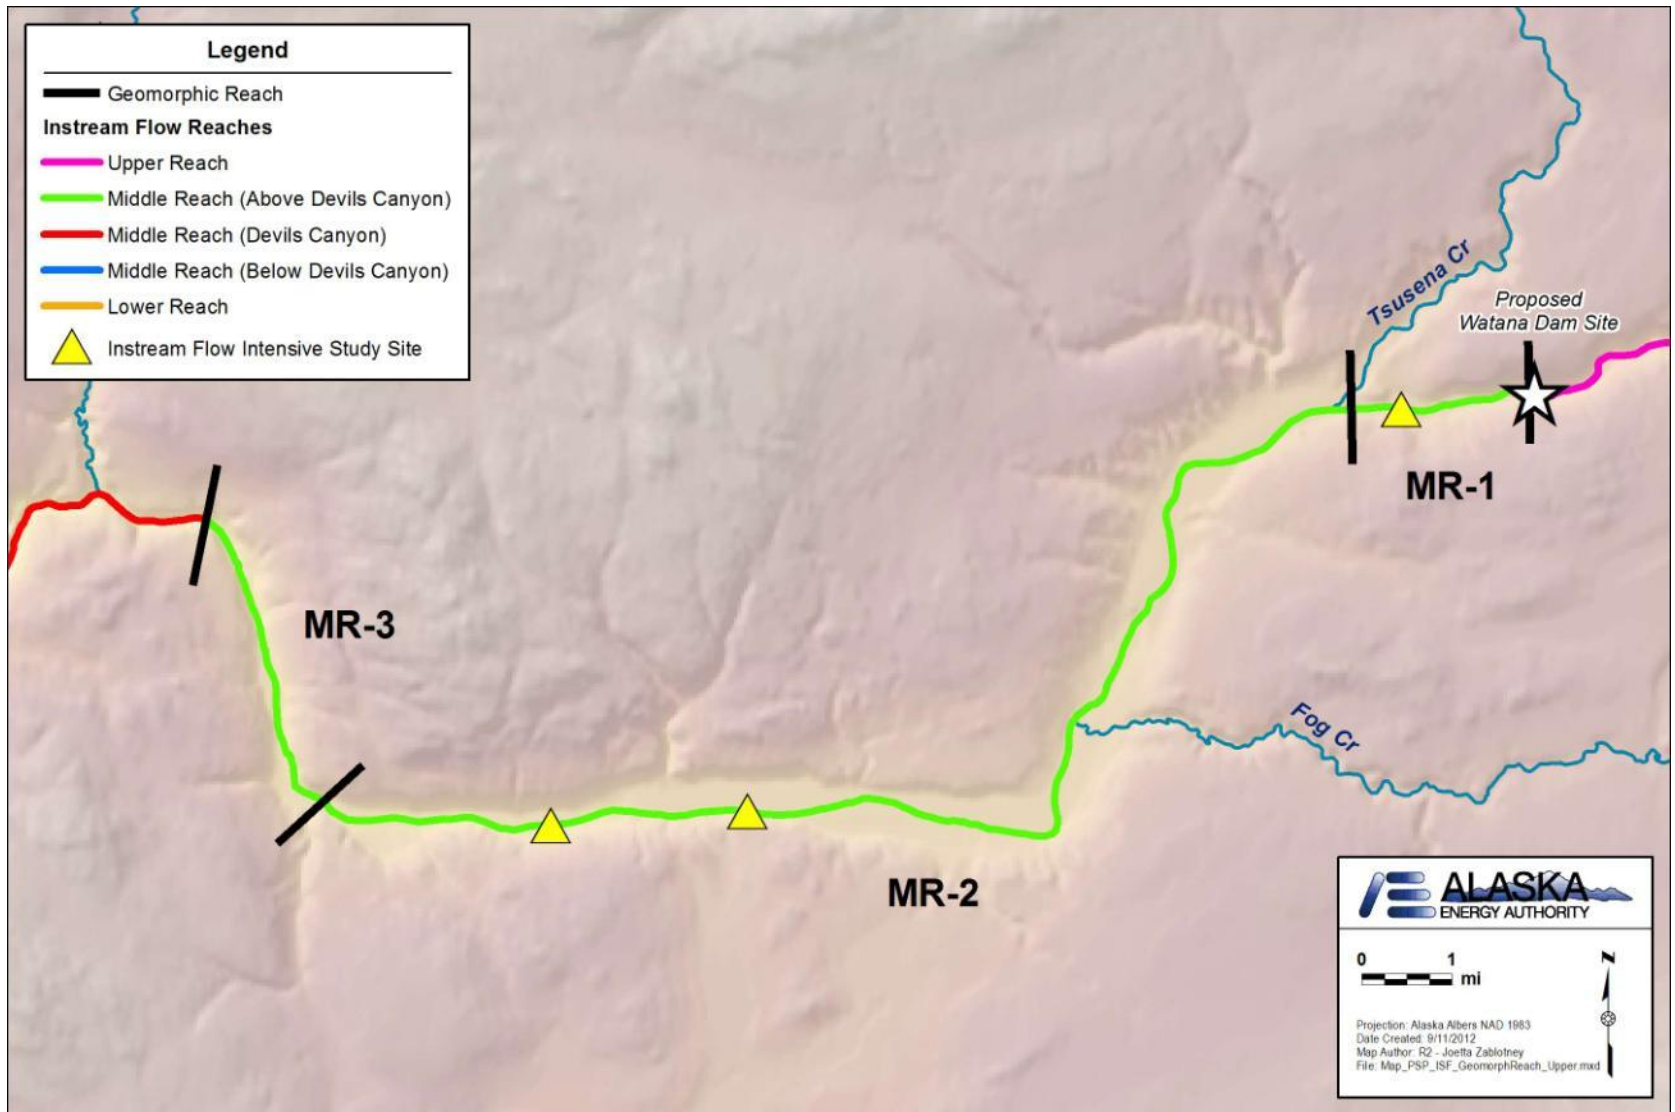 Legend
Geomorphic Reach
Instream Flow Reaches
Upper Reach
Middle Reach (Above Devils Canyon)
Middle Reach (Devils Canyon)
Middle Reach (Below Devils Canyon)
Lower Reach
Instream Flow Intensive Study Site
Tsusena Cr
Proposed
Watana Dam Site
MR-1
MR-3
Fog Cr
MR-2
ALASKA
ENERGY AUTHORITY
0 1
mi
N
Projection: Alaska Albers NAD 1983
Date Created: 9/11/2012
Map Author: R2 - Joetta Zablotney
File: Map_PSP_ISF_GeomorphReach_Upper.mxd